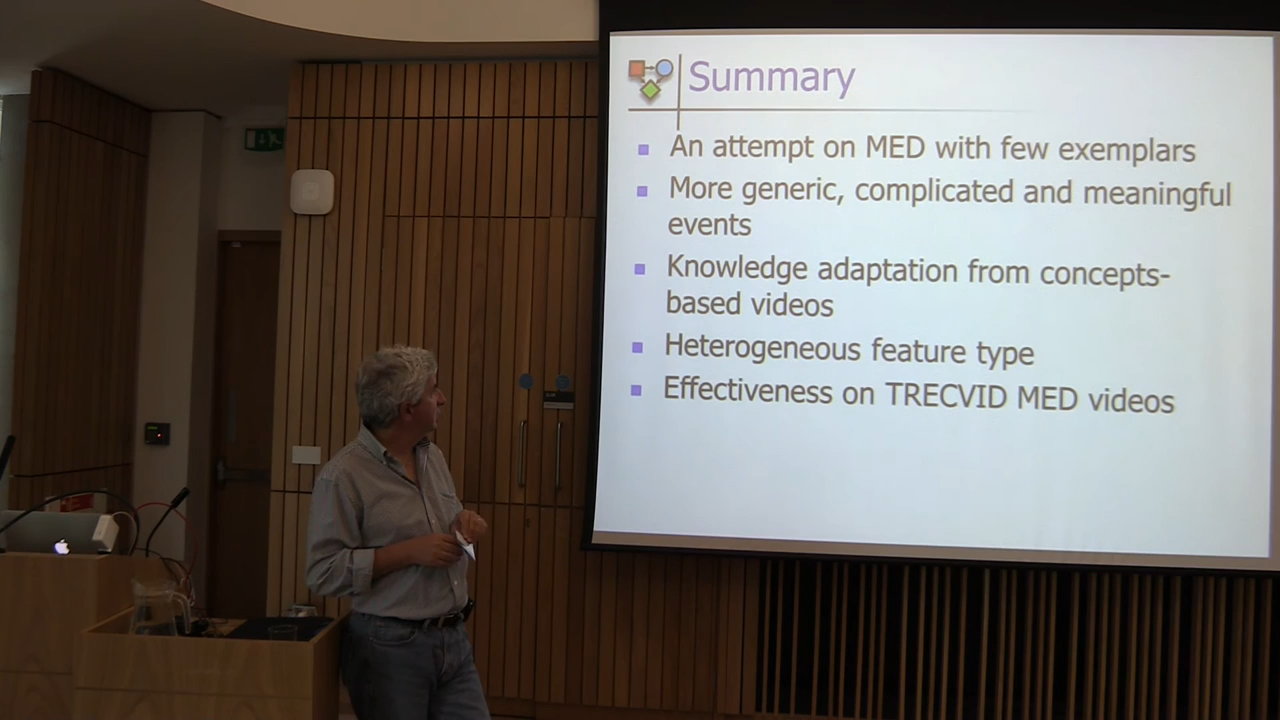 Summary
An attempt on MED with few exemplars
More generic, complicated and meaningful
events
Knowledge adaptation from concepts-
based videos
Heterogeneous feature type
Effectiveness on TRECVID MED videos